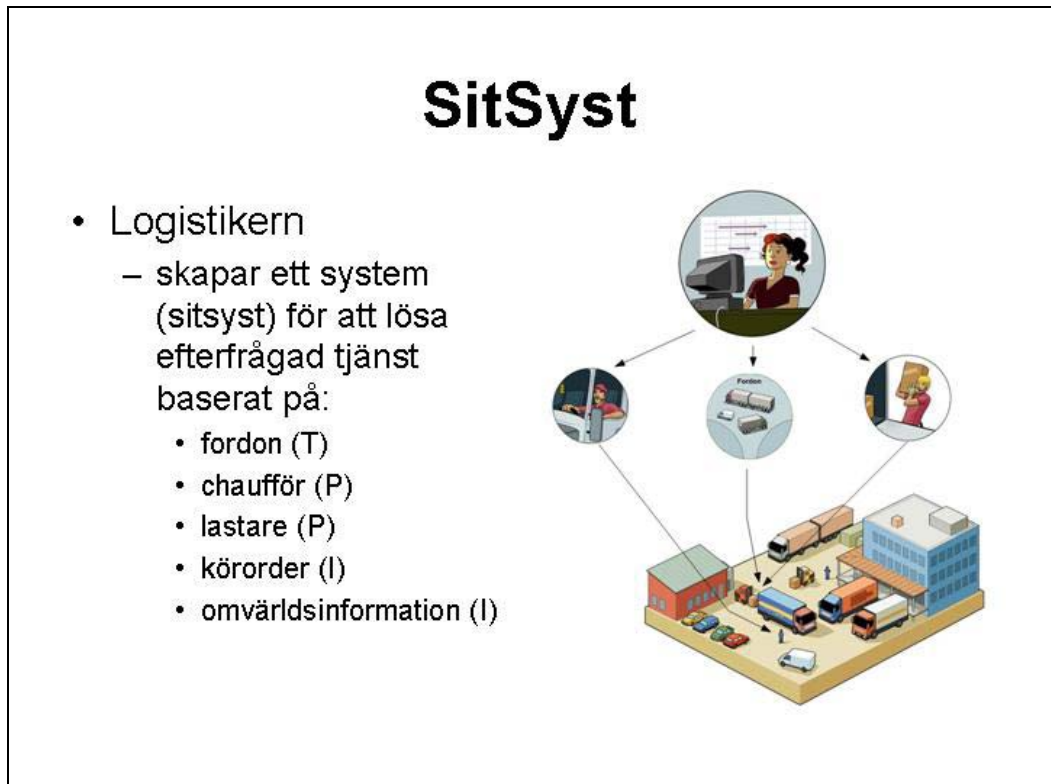 SitSyst
• Logistikern
– skapar ett system
(sitsyst) för att lösa
efterfrågad tjänst
baserat på:
• fordon (T)
• chaufför (P)
• lastare (P)
• körorder (I)
• omvärldsinformation (I)
Fordon